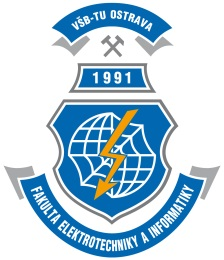 VŠB-TU OSTRAVA
1991
FAKULTA ELEKTROTECHNIKY A INFORMATIKY